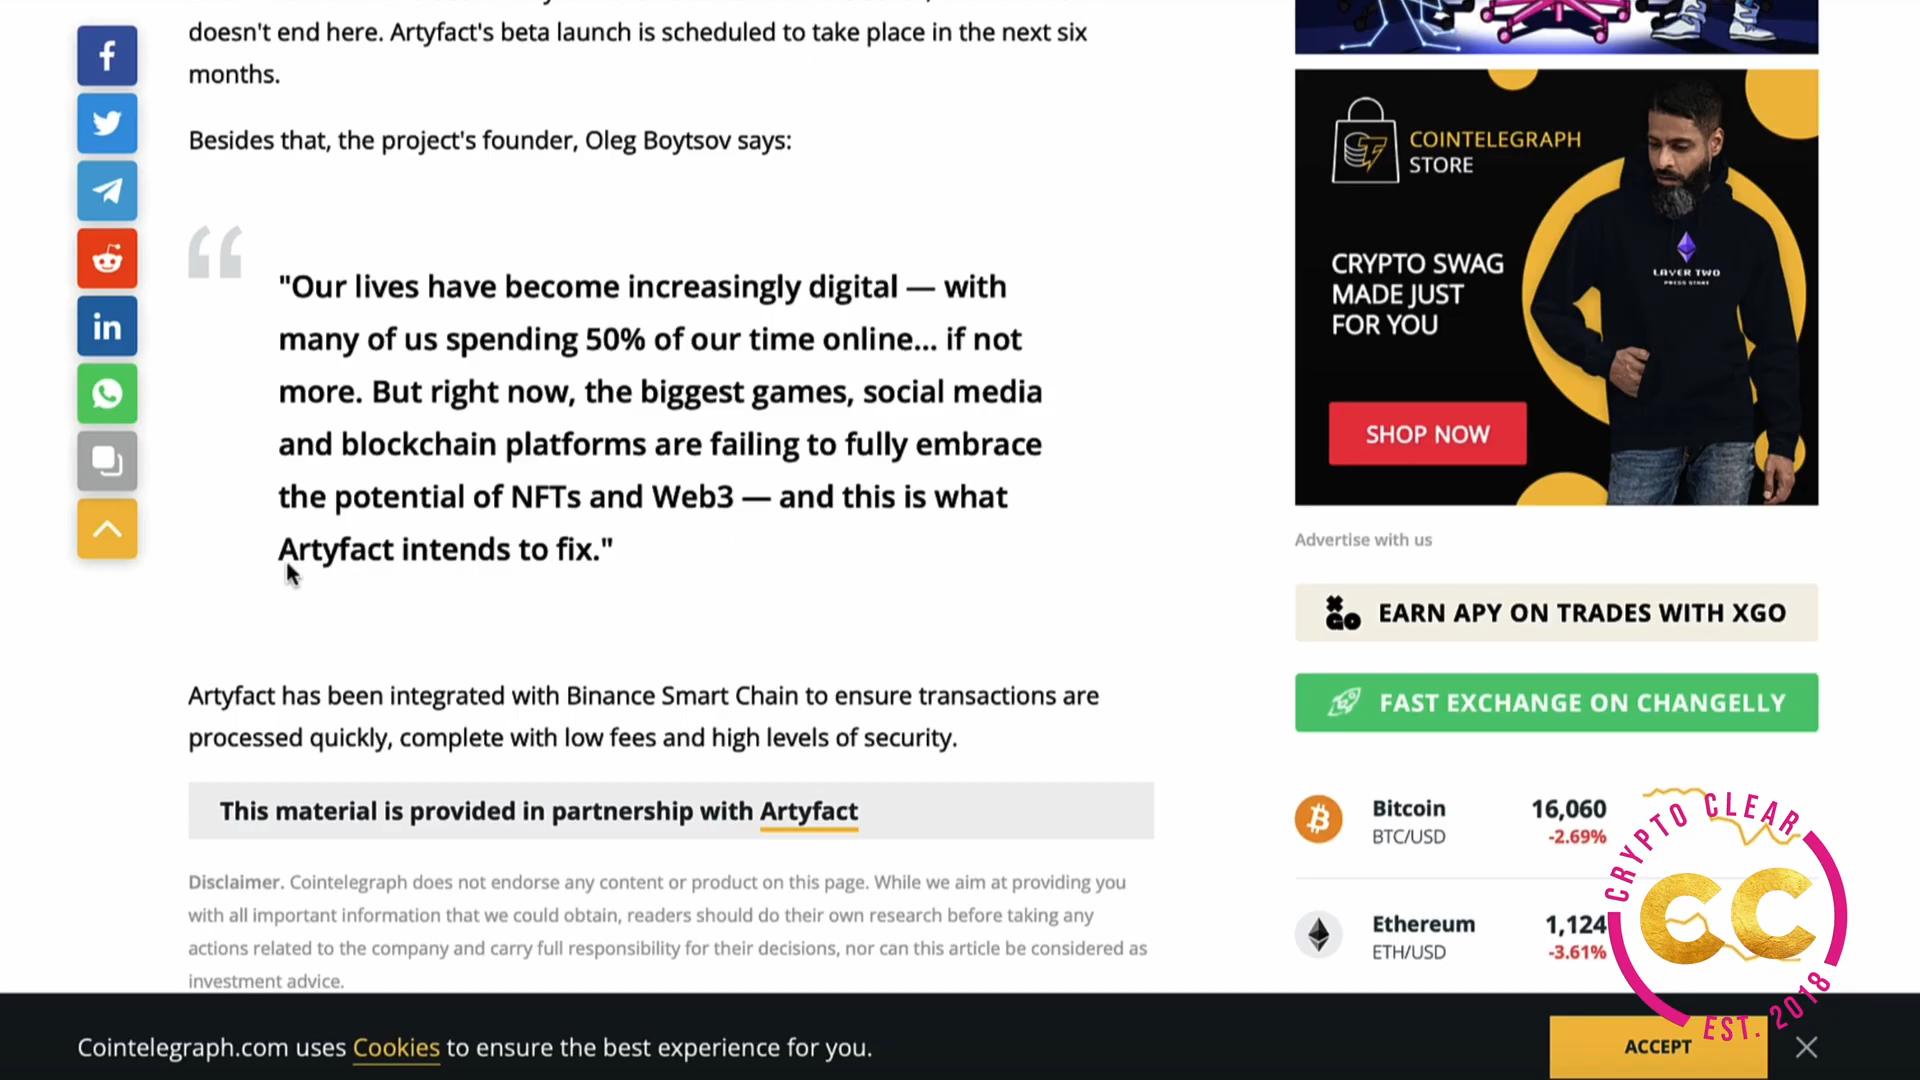 doesn't end here. Artyfact's beta launch is scheduled to take place in the next six
months.
Besides that, the project's founder, Oleg Boytsov says:
"Our lives have become increasingly digital — with
many of us spending 50% of our time online... if not
more. But right now, the biggest games, social media
and blockchain platforms are failing to fully embrace
the potential of NFTs and Web3 — and this is what
Artyfact intends to fix."
Artyfact has been integrated with Binance Smart Chain to ensure transactions are
processed quickly, complete with low fees and high levels of security.
This material is provided in partnership with Artyfact
Disclaimer. Cointelegraph does not endorse any content or product on this page. While we aim at providing you
with all important information that we could obtain, readers should do their own research before taking any
actions related to the company and carry full responsibility for their decisions, nor can this article be considered as
investment advice.
COINTELEGRAPH
STORE
CRYPTO SWAG
MADE JUST
FOR YOU
LAYER TWO
PRESS START
SHOP NOW
Advertise with us
XGO
EARN APY ON TRADES WITH XGO
FAST EXCHANGE ON CHANGELLY
Bitcoin 16,060
BTC/USD -2.69%
Ethereum 1,124
ETH/USD -3.61%
CRYPTO CLEAR
CC
EST. 2018
Cointelegraph.com uses Cookies to ensure the best experience for you.
ACCEPT